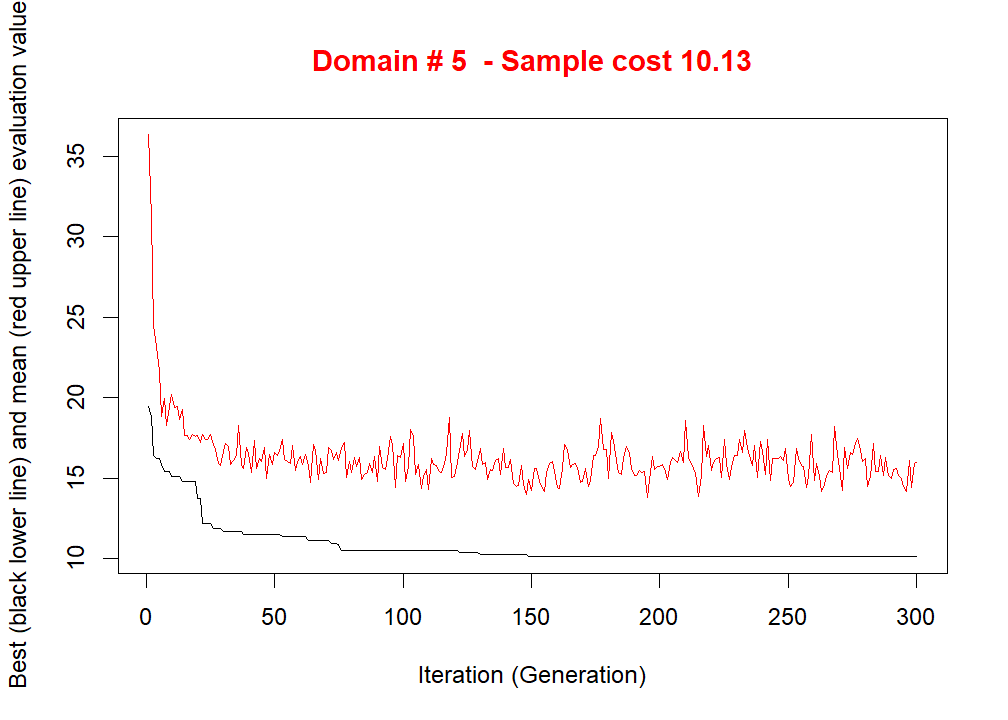 Domain # 5  - Sample cost 10.13
Best (black lower line) and mean (red upper line) evaluation value
35
30
25
20
15
10
0 50 100 150 200 250 300
Iteration (Generation)